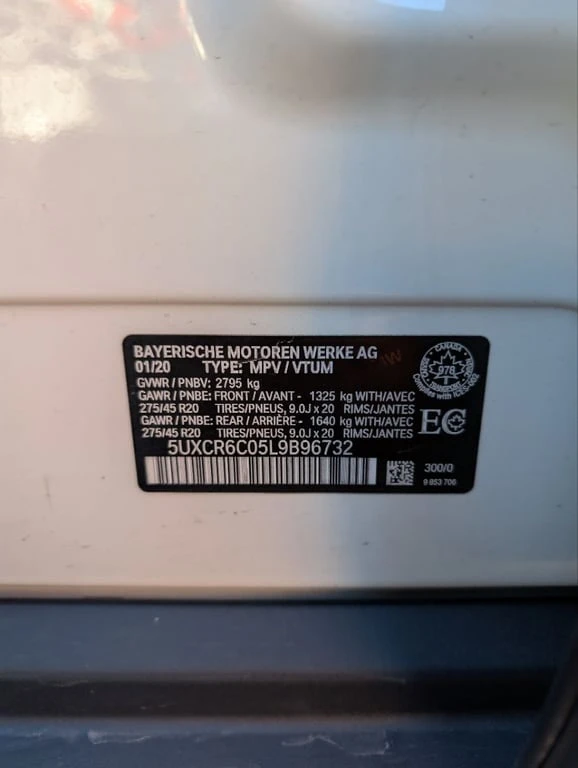 BAYERISCHE MOTOREN WERKE AG
01/20 TYPE: MPV / VTUM
GVWR / PNBV: 2795 kg
GAWR / PNBE: FRONT / AVANT - 1325 kg WITH/AVEC
275/45 R20 TIRES/PNEUS, 9.0J x 20 RIMS/JANTES
GAWR / PNBE: REAR / ARRIÈRE - 1640 kg WITH/AVEC
275/45 R20 TIRES/PNEUS, 9.0J x 20 RIMS/JANTES
5UXCR6C05L9B96732
CANADA
978
TRANSPORT
EC
300/0
9 853 706